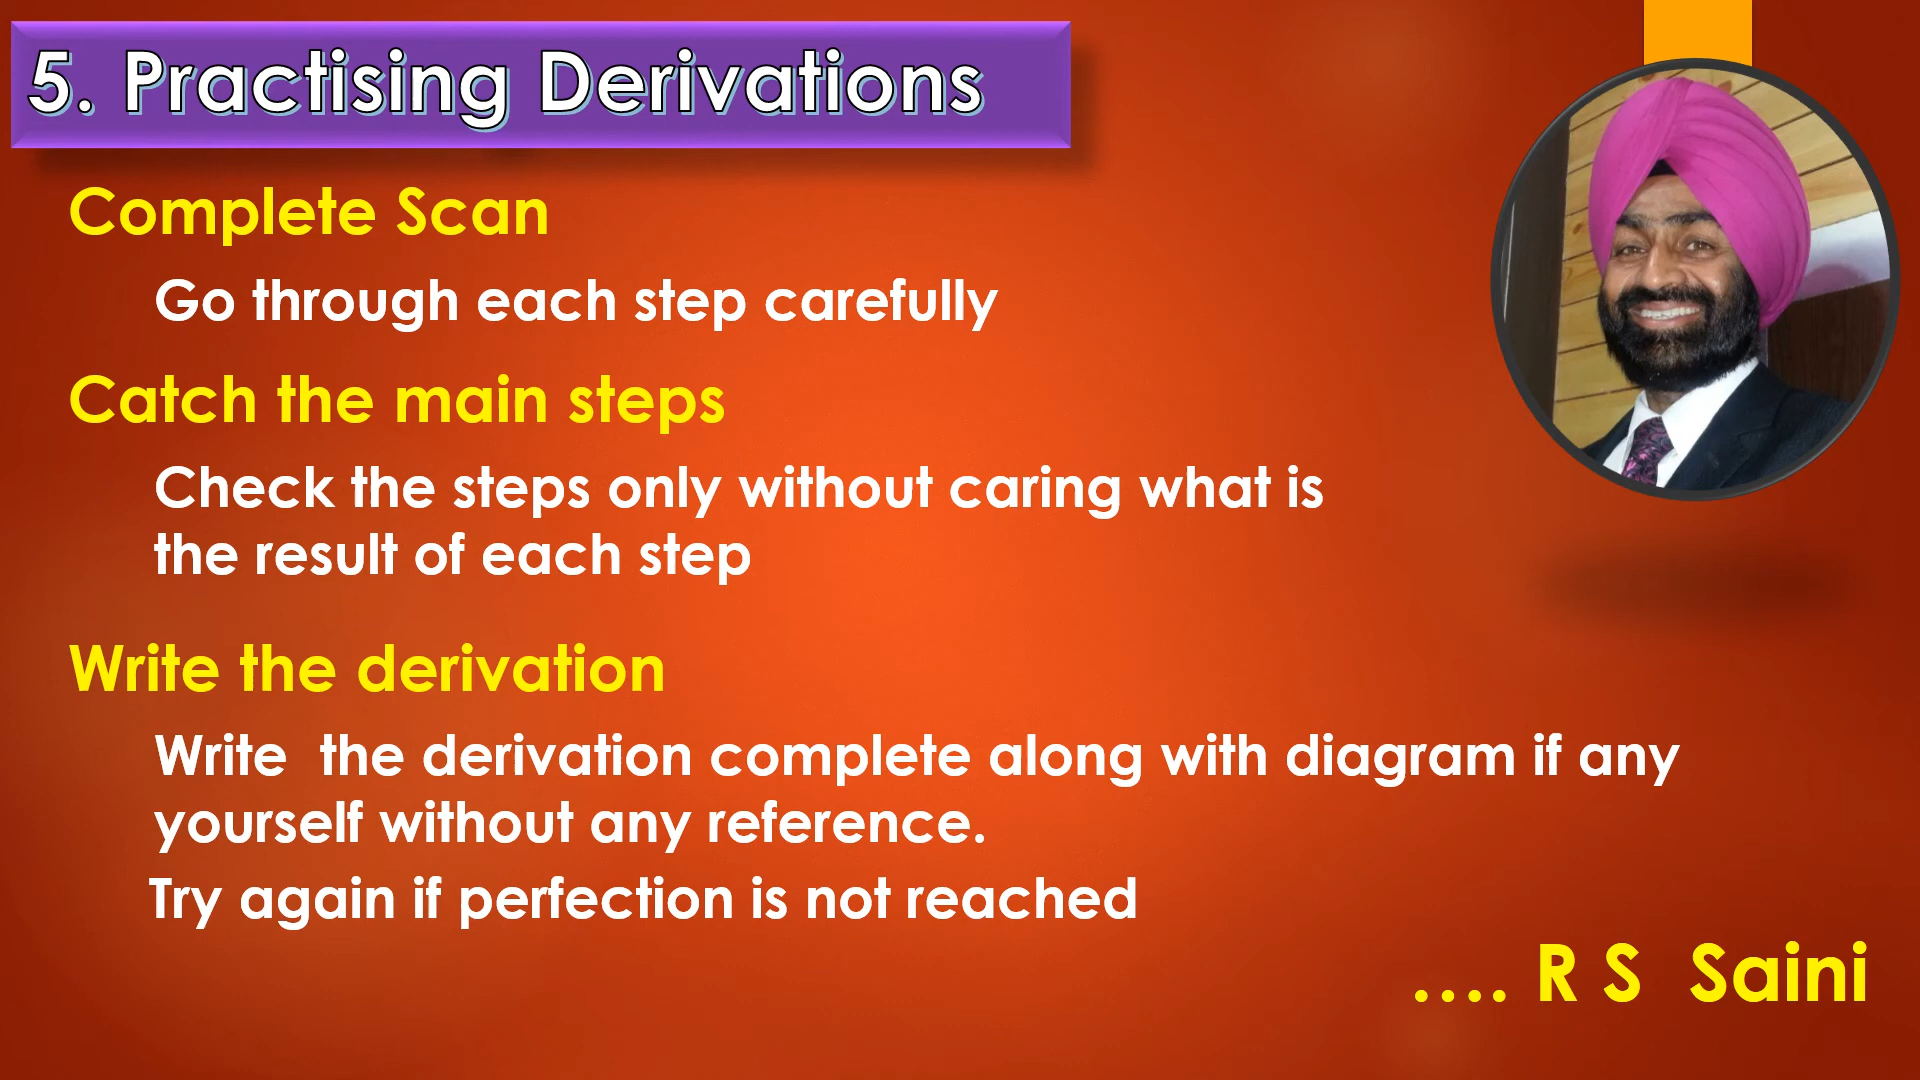 5. Practising Derivations
Complete Scan
Go through each step carefully
Catch the main steps
Check the steps only without caring what is
the result of each step
Write the derivation
Write  the derivation complete along with diagram if any
yourself without any reference.
Try again if perfection is not reached
.... R S  Saini